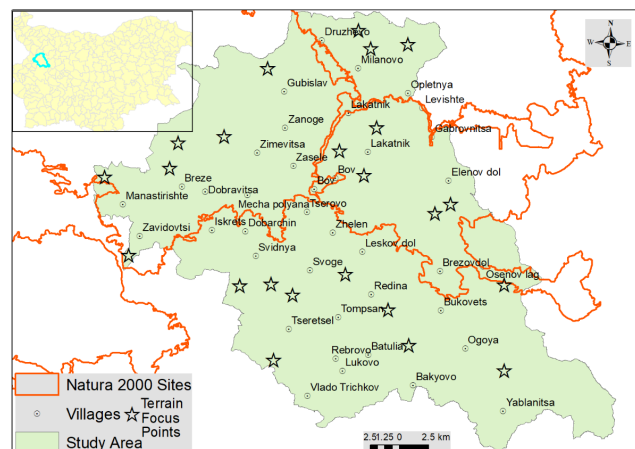 Druzhevo
N
W E
S
Milanovo
Gubislav
Opletnya
Levishte
Lakatnik
Zanoge
Gabrovnitsa
Zimevitsa
Lakatnik
Zasele
Bov
Elenov dol
Breze
Bov
Dobravitsa
Manastirishte
Mecha polyana
Tserovo
Zavidovtsi
Iskrets
Dobarchin
Zhelen
Svidnya
Leskov dol
Svoge
Brezovdol
Osenov lag
Redina
Bukovets
Tompsan
Tseretsel
Batulia
Ogoya
Rebrovo
Lukovo
Bakyovo
Vlado Trichkov
Yablanitsa
Natura 2000 Sites
Villages
Terrain
Focus
Points
Study Area
2.51.25 0 2.5 km